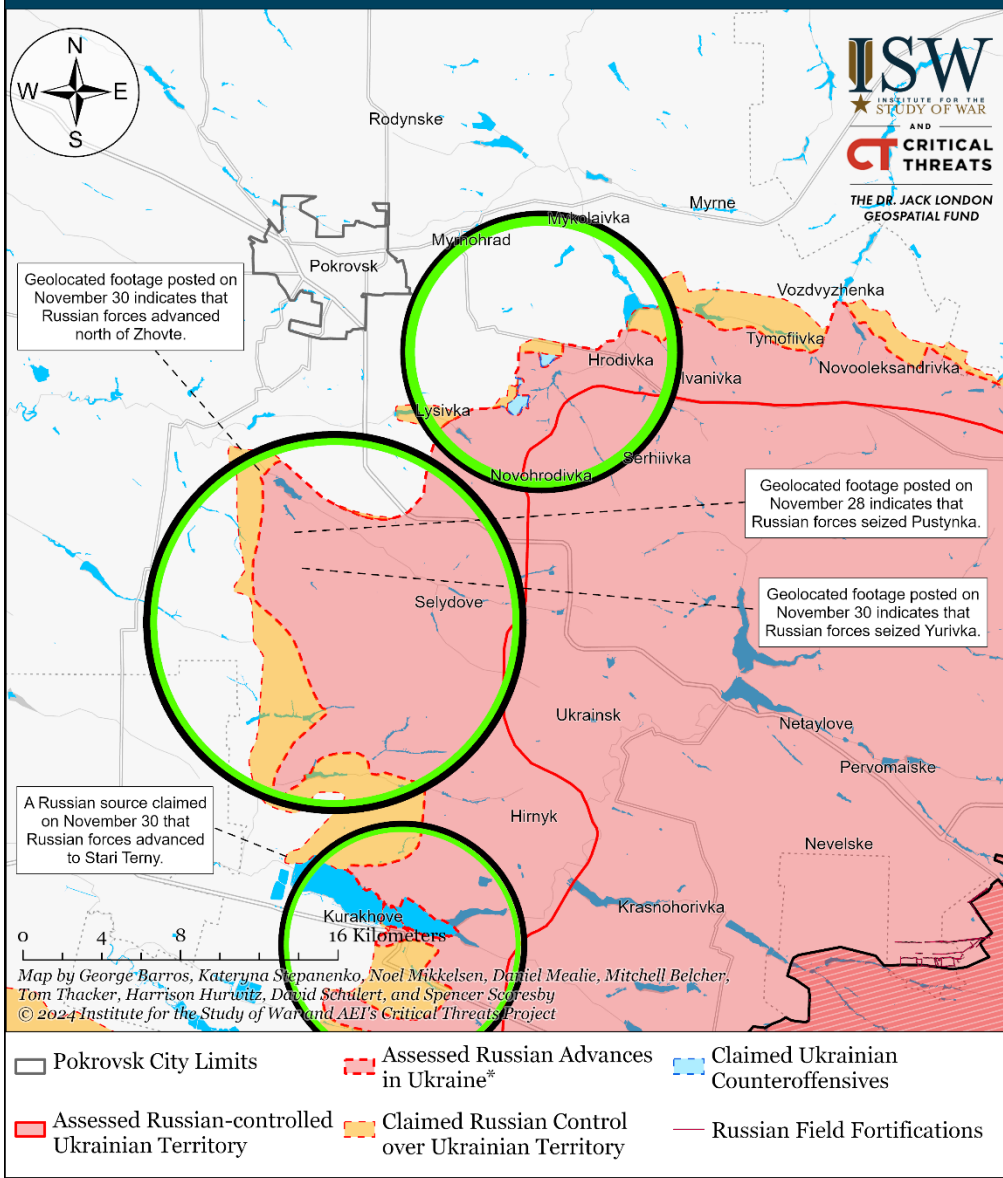 N
W
E
S
ISW
INSTITUTE FOR THE
STUDY OF WAR
AND
CT CRITICAL
THREATS
THE DR. JACK LONDON
GEOSPATIAL FUND
Rodynske
Myrne
Mykolaivka
Myrnohrad
Pokrovsk
Geolocated footage posted on
November 30 indicates that
Russian forces advanced
north of Zhovte.
Vozdvyzhenka
Tymofiivka
Hrodivka
Novooleksandrivka
Ivanivka
Lysivka
Serhiivka
Novohrodivka
Geolocated footage posted on
November 28 indicates that
Russian forces seized Pustynka.
Selydove
Geolocated footage posted on
November 30 indicates that
Russian forces seized Yurivka.
Ukrainsk
Netaylove
Pervomaiske
A Russian source claimed
on November 30 that
Russian forces advanced
to Stari Terny.
Hirnyk
Nevelske
Krasnohorivka
Kurakhove
0 4 8 16 Kilometers
Map by George Barros, Kateryna Stepanenko, Noel Mikkelsen, Daniel Mealie, Mitchell Belcher,
Tom Thacker, Harrison Hurwitz, David Schulert, and Spencer Scoresby
© 2024 Institute for the Study of War and AEI's Critical Threats Project
Pokrovsk City Limits
Assessed Russian Advances
in Ukraine*
Claimed Ukrainian
Counteroffensives
Assessed Russian-controlled
Ukrainian Territory
Claimed Russian Control
over Ukrainian Territory
Russian Field Fortifications